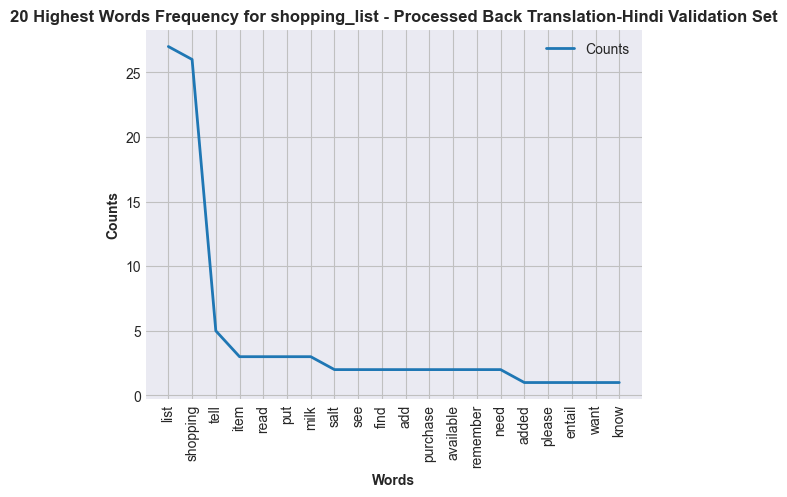 20 Highest Words Frequency for shopping_list - Processed Back Translation-Hindi Validation Set
Counts
25
20
15
10
5
0
Counts
list
shopping
tell
item
read
put
milk
salt
see
find
add
purchase
available
remember
need
added
please
entail
want
know
Words